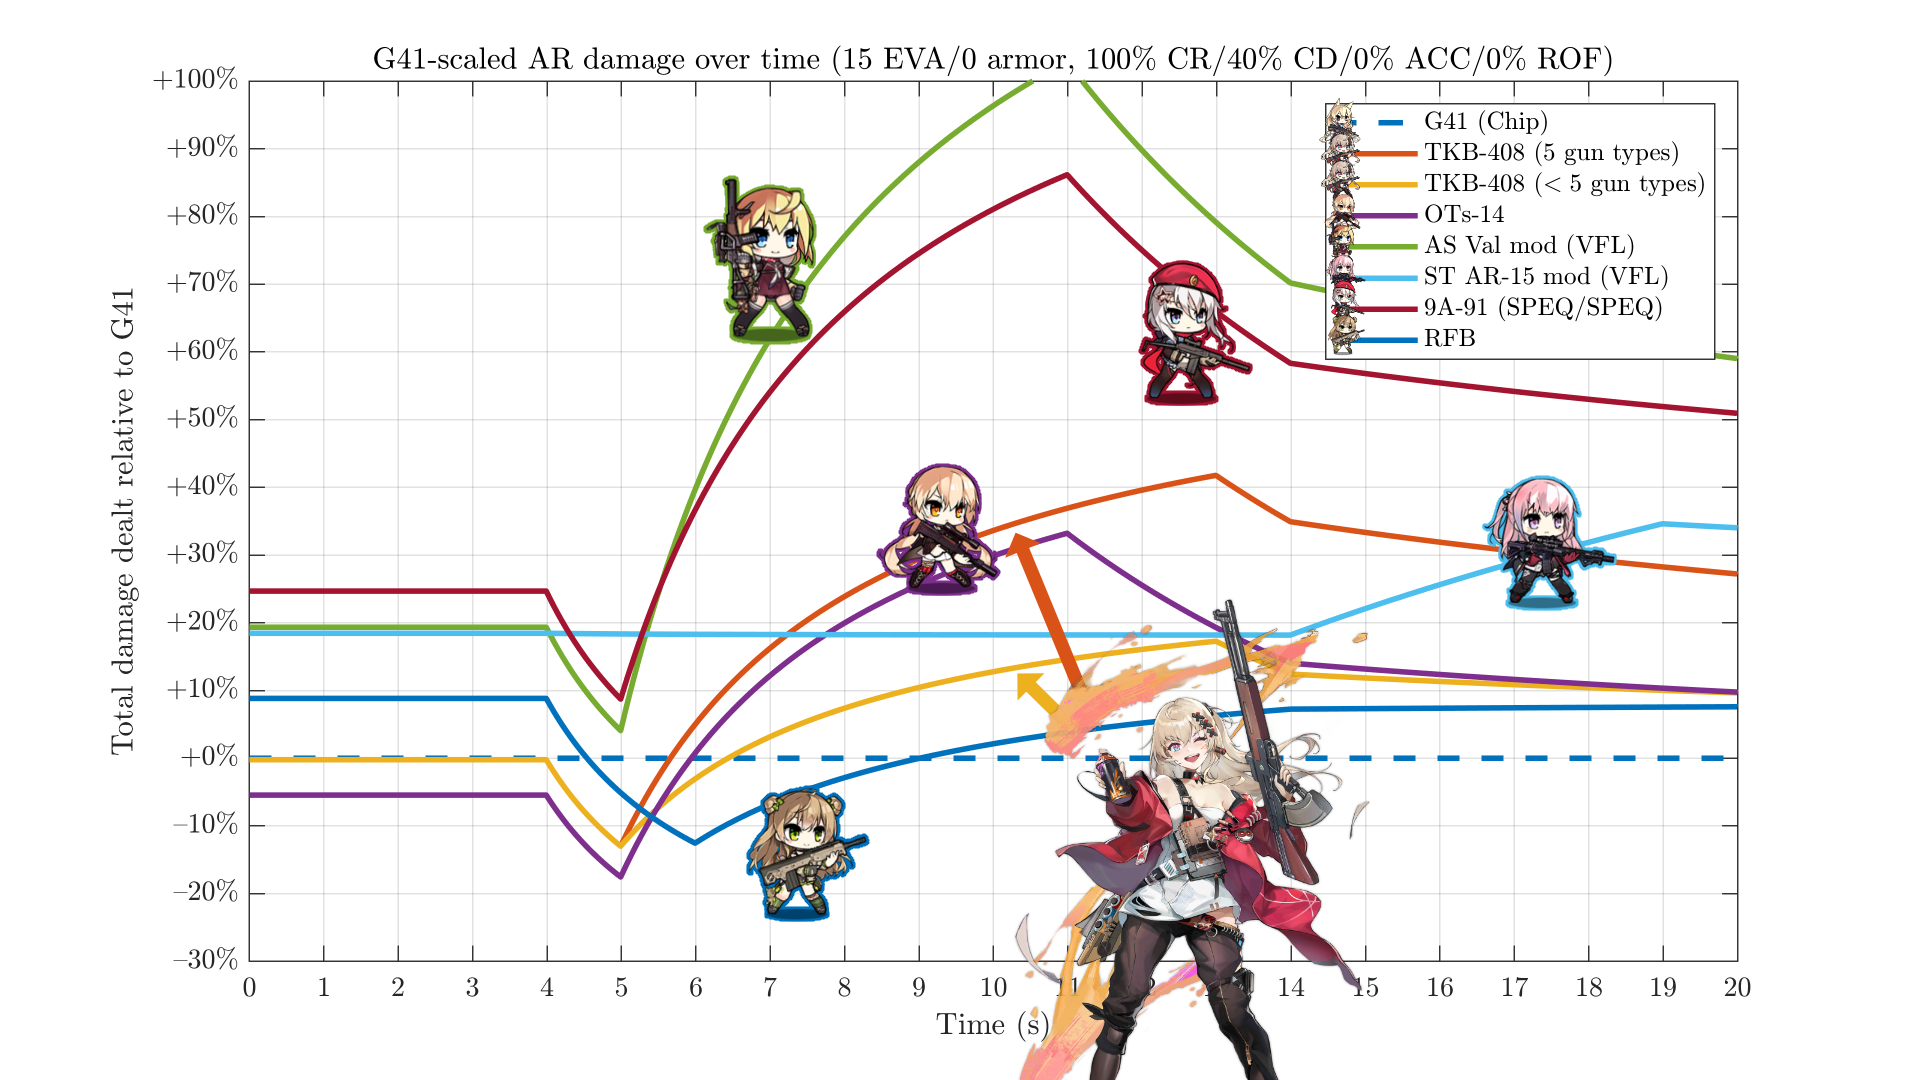 G41-scaled AR damage over time (15 EVA/0 armor, 100% CR/40% CD/0% ACC/0% ROF)
+100%
+90%
+80%
+70%
+60%
+50%
+40%
+30%
+20%
+10%
+0%
−10%
−20%
−30%
Total damage dealt relative to G41
G41 (Chip)
TKB-408 (5 gun types)
TKB-408 (< 5 gun types)
OTs-14
AS Val mod (VFL)
ST AR-15 mod (VFL)
9A-91 (SPEQ/SPEQ)
RFB
0 1 2 3 4 5 6 7 8 9 10 11 14 15 16 17 18 19 20
Time (s)